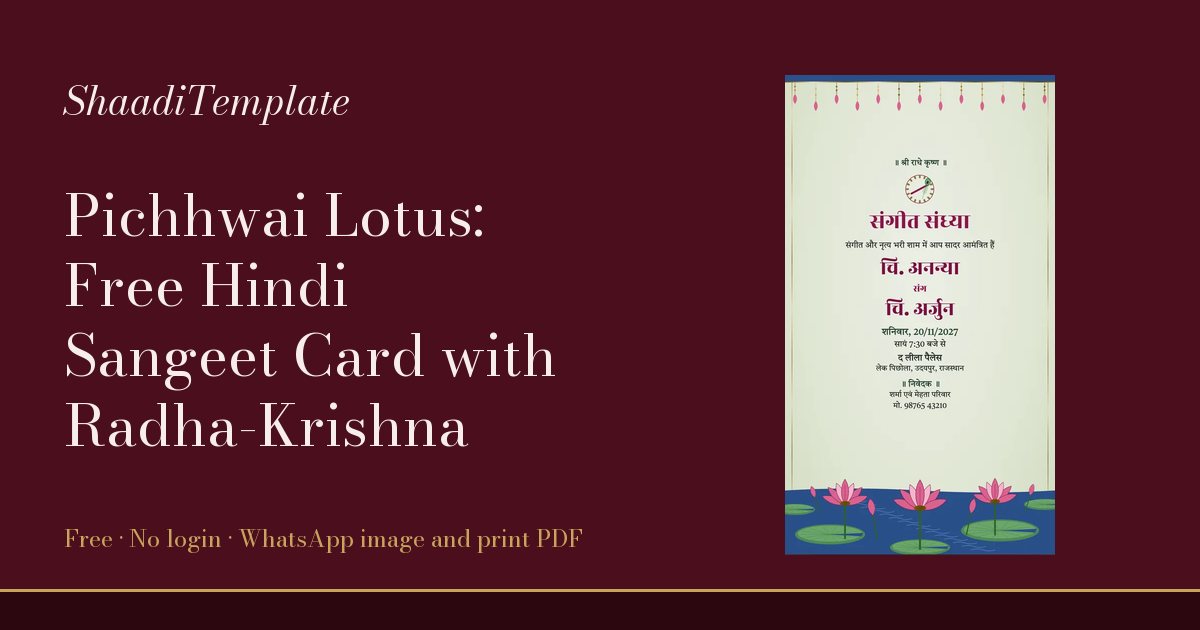 ShaadiTemplate
Pichhwai Lotus:
Free Hindi
Sangeet Card with
Radha-Krishna
Free · No login · WhatsApp image and print PDF
॥ श्री राधे कृष्ण ॥
संगीत संध्या
संगीत और नृत्य भरी शाम में आप सादर आमंत्रित हैं
चि. अनन्या
संग
चि. अर्जुन
शनिवार, 20/11/2027
सायं 7:30 बजे से
द लीला पैलेस
लेक पिछोला, उदयपुर, राजस्थान
॥ निवेदक ॥
शर्मा एवं मेहता परिवार
मो. 98765 43210